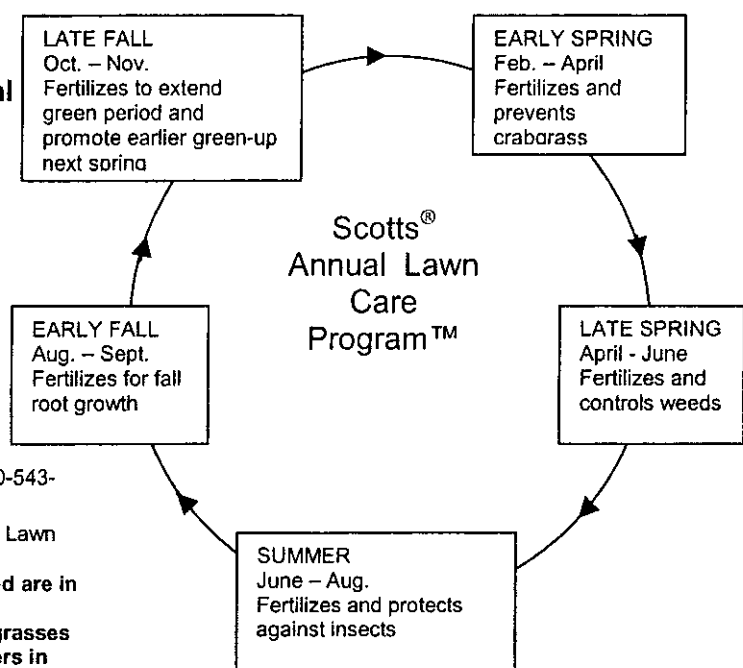 al
LATE FALL
Oct. – Nov.
Fertilizes to extend
green period and
promote earlier green-up
next spring
EARLY SPRING
Feb. – April
Fertilizes and
prevents
crabgrass
Scotts®
Annual Lawn
Care
Program™
EARLY FALL
Aug. – Sept.
Fertilizes for fall
root growth
LATE SPRING
April - June
Fertilizes and
controls weeds
0-543-
Lawn
d are in
grasses
ers in
SUMMER
June – Aug.
Fertilizes and protects
against insects